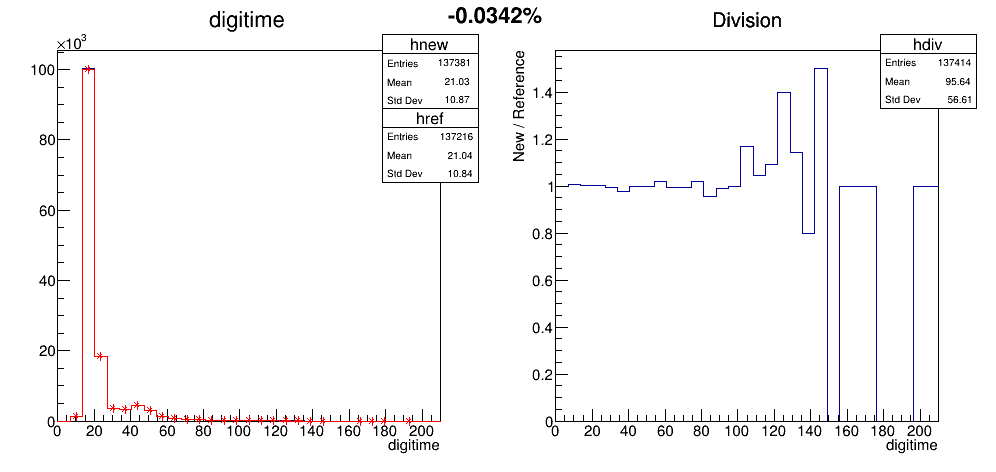 -0.0342%
digitime
×10³
hnew
Entries 137381
Mean 21.03
Std Dev 10.87
href
Entries 137216
Mean 21.04
Std Dev 10.84
100
80
60
40
20
0
0 20 40 60 80 100 120 140 160 180 200
digitime
Division
hdiv
Entries 137414
Mean 95.64
Std Dev 56.61
New / Reference
1.4
1.2
1
0.8
0.6
0.4
0.2
0
0 20 40 60 80 100 120 140 160 180 200
digitime